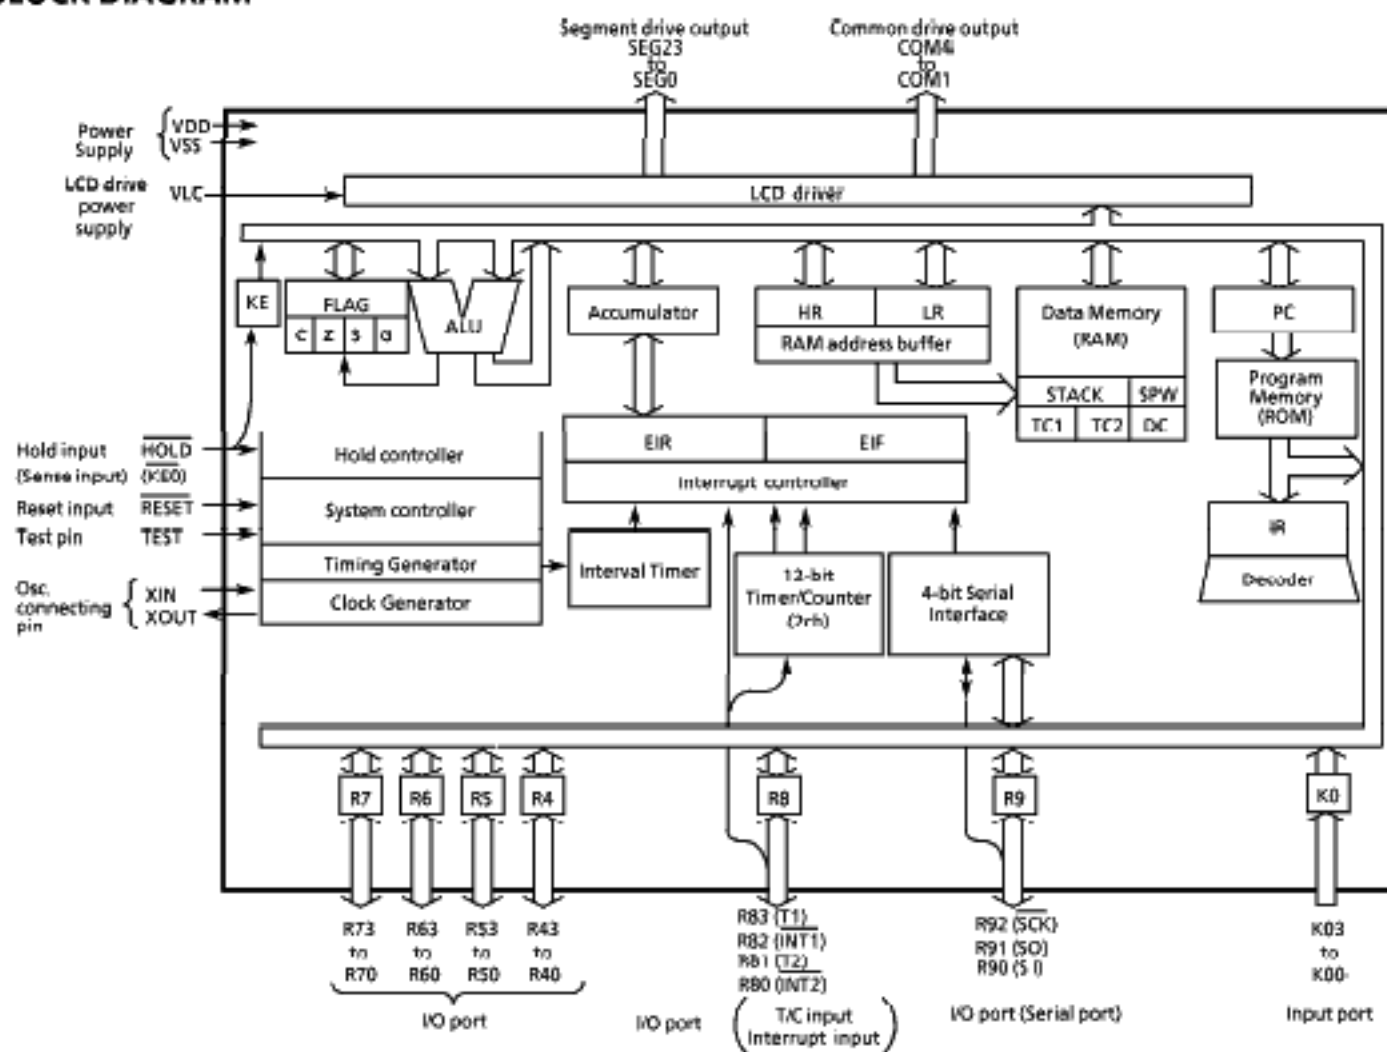 BLOCK DIAGRAM
Segment drive output
SEG23
to
SEG0
Common drive output
COM4
to
COM1
Power
Supply
VDD
VSS
LCD drive
power
supply
VLC
LCD driver
KE
FLAG
C Z S G
ALU
Accumulator
HR LR
RAM address buffer
Data Memory
(RAM)
STACK SPW
TC1 TC2 DC
PC
Program
Memory
(ROM)
IR
Decoder
Hold input HOLD
(Sense input) (KE0)
Reset input RESET
Test pin TEST
Osc.
connecting
pin
XIN
XOUT
Hold controller
System controller
Timing Generator
Clock Generator
EIR EIF
Interrupt controller
Interval Timer
12-bit
Timer/Counter
(2ch)
4-bit Serial
Interface
R7 R6 R5 R4 R8 R9 K0
R73
to
R70
R63
to
R60
R53
to
R50
R43
to
R40
I/O port
R83 (T1)
R82 (INT1)
R81 (T2)
R80 (INT2)
I/O port
T/C input
Interrupt input
R92 (SCK)
R91 (SO)
R90 (SI)
I/O port (Serial port)
K03
to
K00
Input port